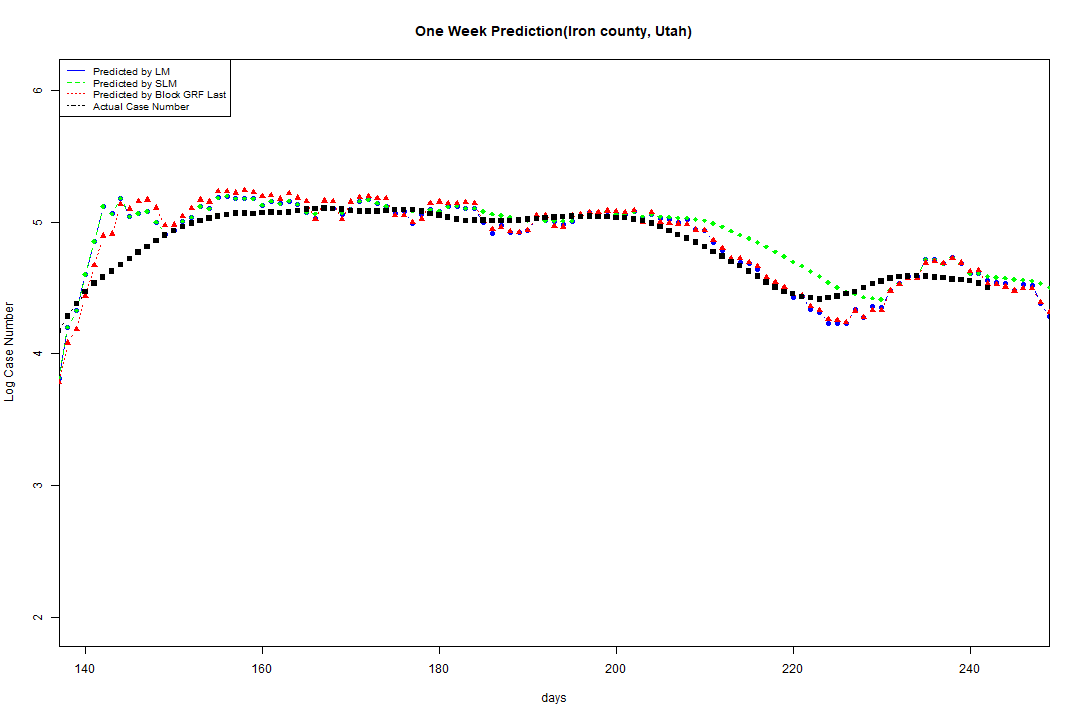 One Week Prediction(Iron county, Utah)
Predicted by LM
Predicted by SLM
Predicted by Block GRF Last
Actual Case Number
6
5
4
3
2
Log Case Number
140 160 180 200 220 240
days